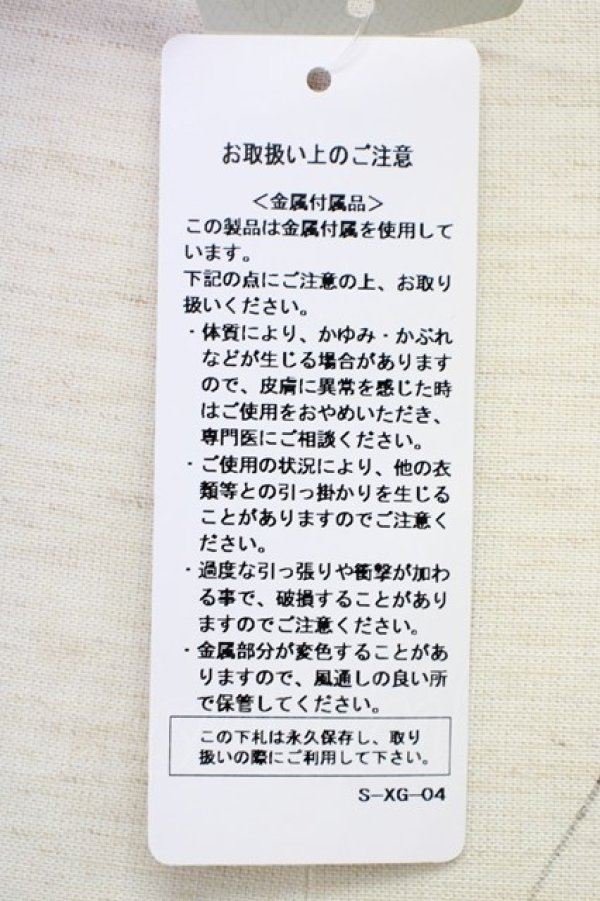 お取扱い上のご注意
＜金属付属品＞
この製品は金属付属を使用して
います。
下記の点にご注意の上、お取り
扱いください。
・体質により、かゆみ・かぶれ
などが生じる場合があります
ので、皮膚に異常を感じた時
はご使用をおやめいただき、
専門医にご相談ください。
・ご使用の状況により、他の衣
類等との引っ掛かりを生じる
ことがありますのでご注意く
ださい。
・過度な引っ張りや衝撃が加わ
る事で、破損することがあり
ますのでご注意ください。
・金属部分が変色することがあ
りますので、風通しの良い所
で保管してください。
この下札は永久保存し、取り
扱いの際にご利用して下さい。
S-XG-04